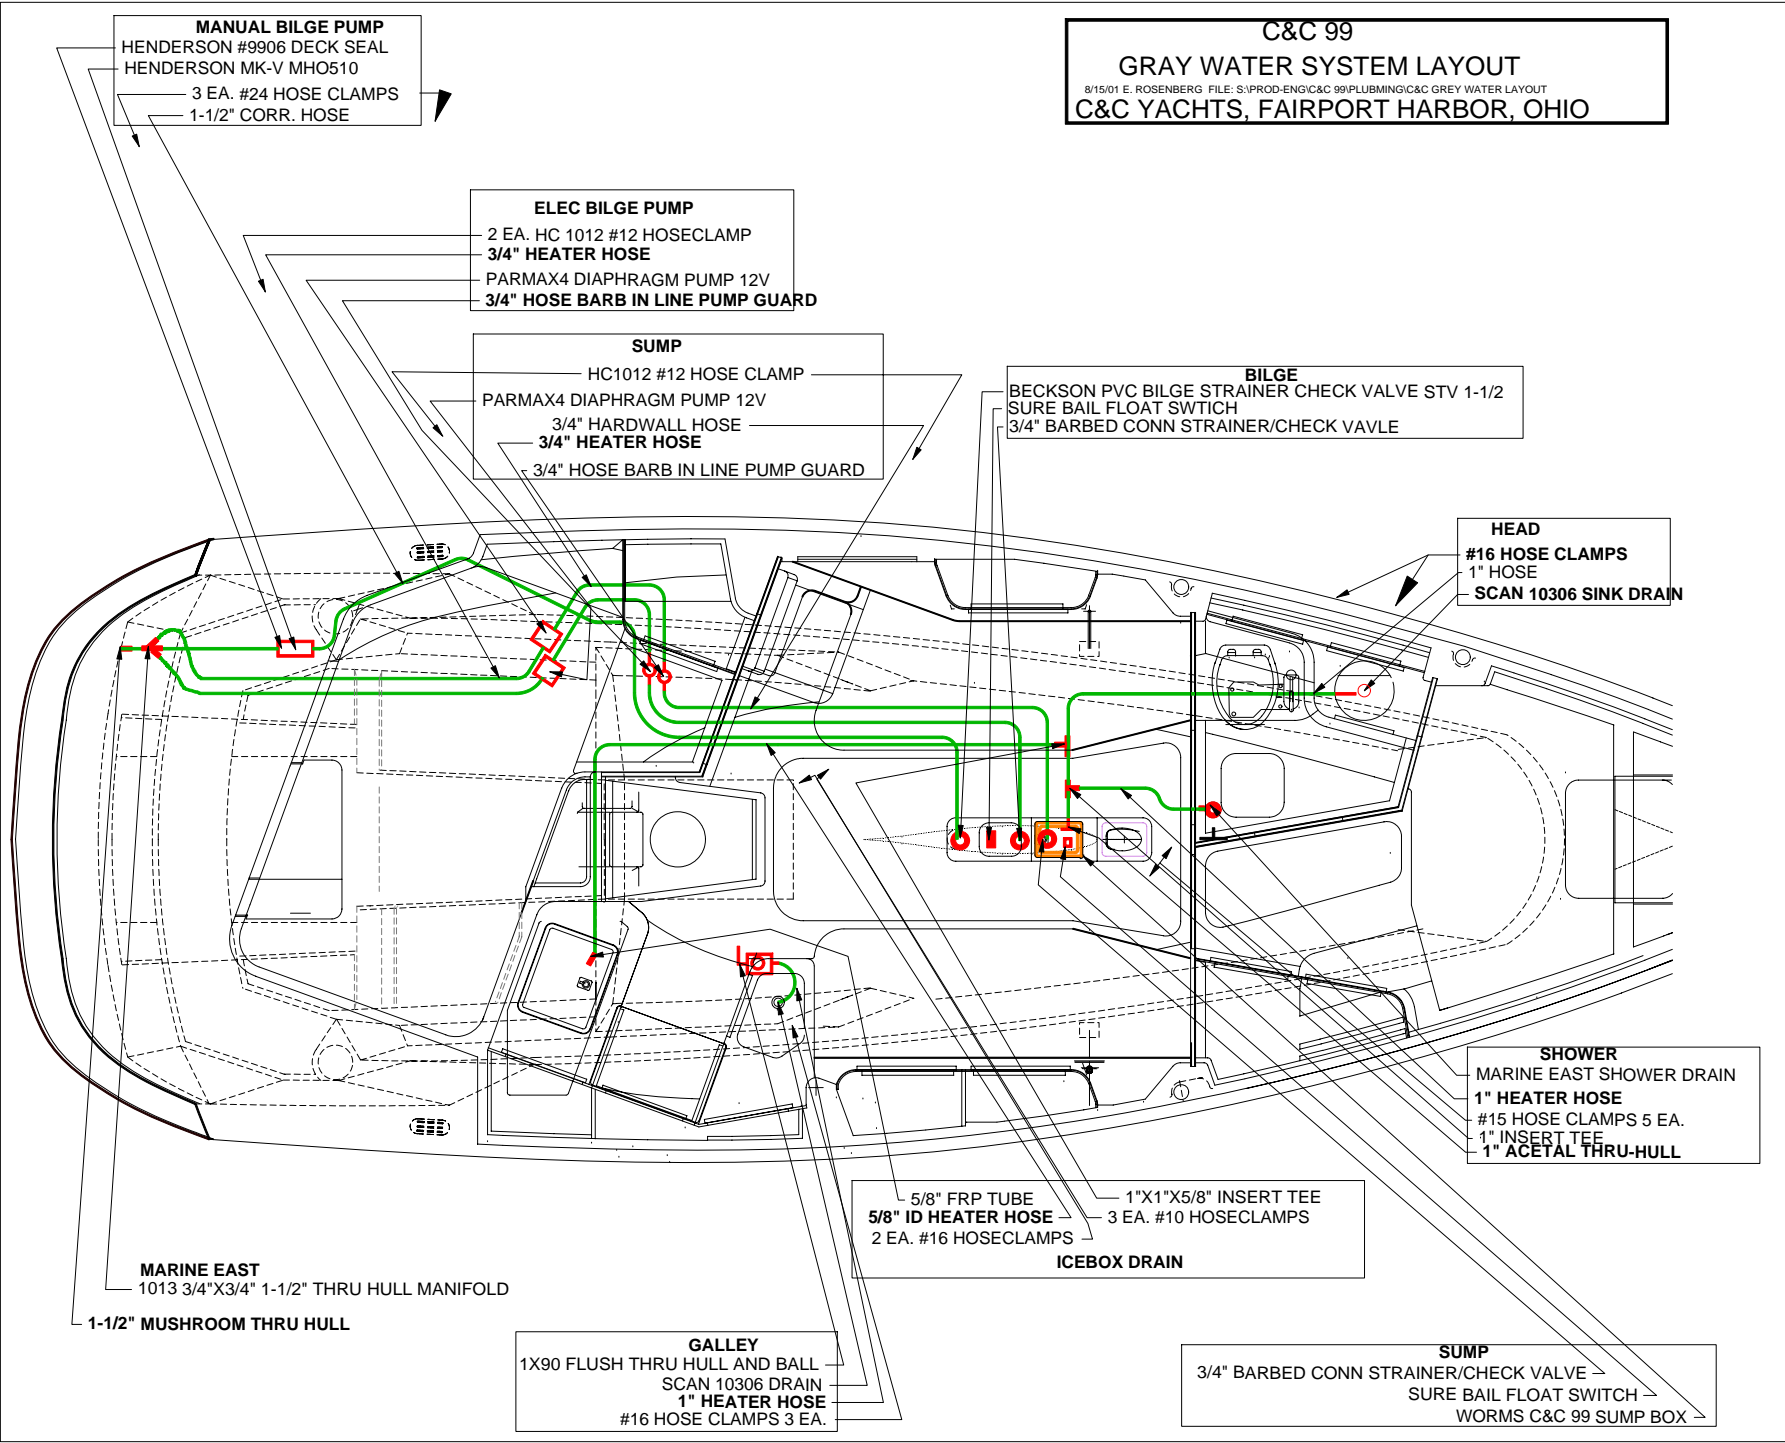 MANUAL BILGE PUMP
HENDERSON #9906 DECK SEAL
HENDERSON MK-V MHO510
3 EA. #24 HOSE CLAMPS
1-1/2" CORR. HOSE
C&C 99
GRAY WATER SYSTEM LAYOUT
8/15/01 E. ROSENBERG FILE: S:\PROD-ENG\C&C 99\PLUBMING\C&C GREY WATER LAYOUT
C&C YACHTS, FAIRPORT HARBOR, OHIO
ELEC BILGE PUMP
2 EA. HC 1012 #12 HOSECLAMP
3/4" HEATER HOSE
PARMAX4 DIAPHRAGM PUMP 12V
3/4" HOSE BARB IN LINE PUMP GUARD
SUMP
HC1012 #12 HOSE CLAMP
PARMAX4 DIAPHRAGM PUMP 12V
3/4" HARDWALL HOSE
3/4" HEATER HOSE
3/4" HOSE BARB IN LINE PUMP GUARD
BILGE
BECKSON PVC BILGE STRAINER CHECK VALVE STV 1-1/2
SURE BAIL FLOAT SWTICH
3/4" BARBED CONN STRAINER/CHECK VAVLE
HEAD
#16 HOSE CLAMPS
1" HOSE
SCAN 10306 SINK DRAIN
SHOWER
MARINE EAST SHOWER DRAIN
1" HEATER HOSE
#15 HOSE CLAMPS 5 EA.
1" INSERT TEE
1" ACETAL THRU-HULL
5/8" FRP TUBE
5/8" ID HEATER HOSE
2 EA. #16 HOSECLAMPS
1"X1"X5/8" INSERT TEE
3 EA. #10 HOSECLAMPS
ICEBOX DRAIN
MARINE EAST
1013 3/4"X3/4" 1-1/2" THRU HULL MANIFOLD
1-1/2" MUSHROOM THRU HULL
GALLEY
1X90 FLUSH THRU HULL AND BALL
SCAN 10306 DRAIN
1" HEATER HOSE
#16 HOSE CLAMPS 3 EA.
SUMP
3/4" BARBED CONN STRAINER/CHECK VALVE
SURE BAIL FLOAT SWITCH
WORMS C&C 99 SUMP BOX